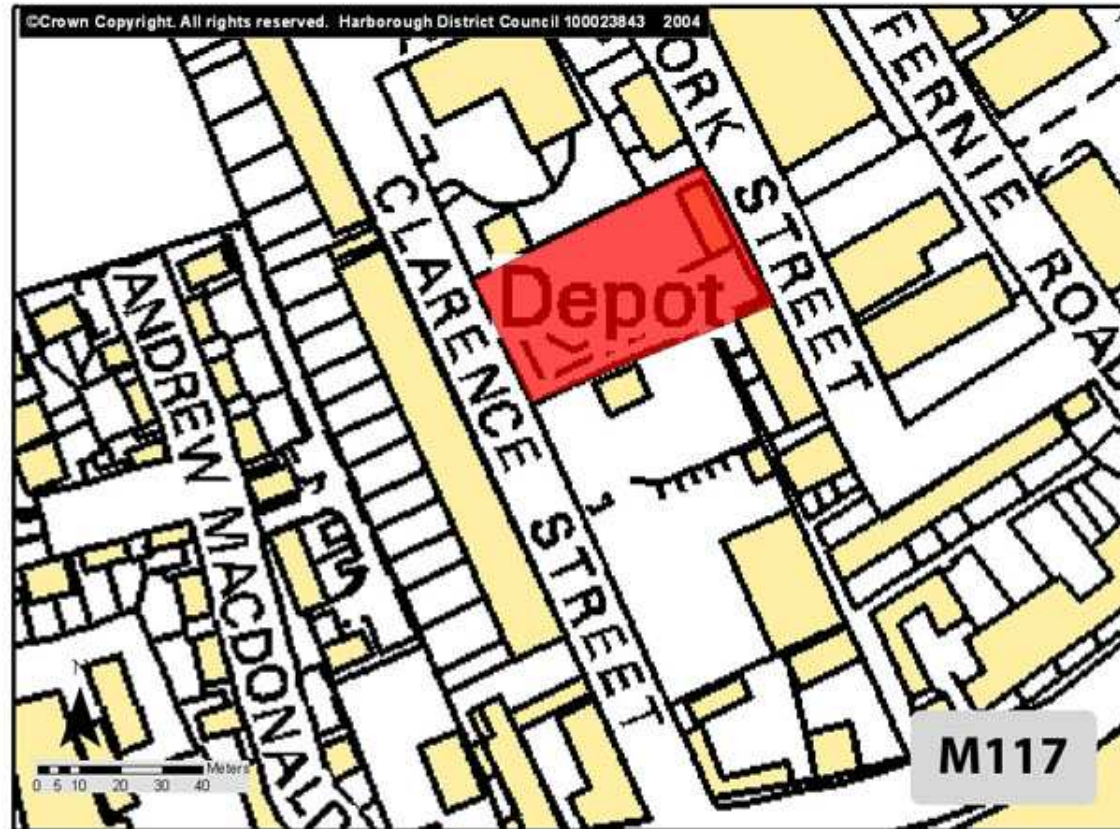 ©Crown Copyright. All rights reserved. Harborough District Council 100023843 2004
ORK STREET
FERNIE ROAD
CLARENCE STREET
Depot
ANDREW MACDONALD
N
Meters
0 5 10 20 30 40
M117